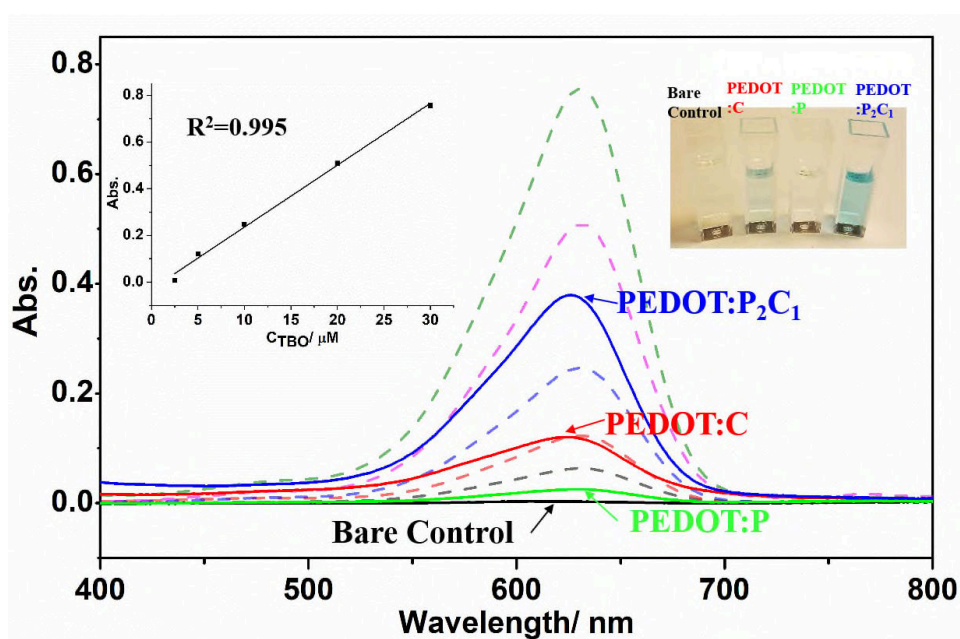 0.8
0.6
0.4
0.2
0.0
Abs.
400
500
600
700
800
Wavelength/ nm
0.8
0.6
0.4
0.2
0.0
Abs.
0
5
10
15
20
25
30
C_TBO/ μM
R²=0.995
Bare
Control
PEDOT
:C
PEDOT
:P
PEDOT
:P₂C₁
PEDOT:P₂C₁
PEDOT:C
PEDOT:P
Bare Control